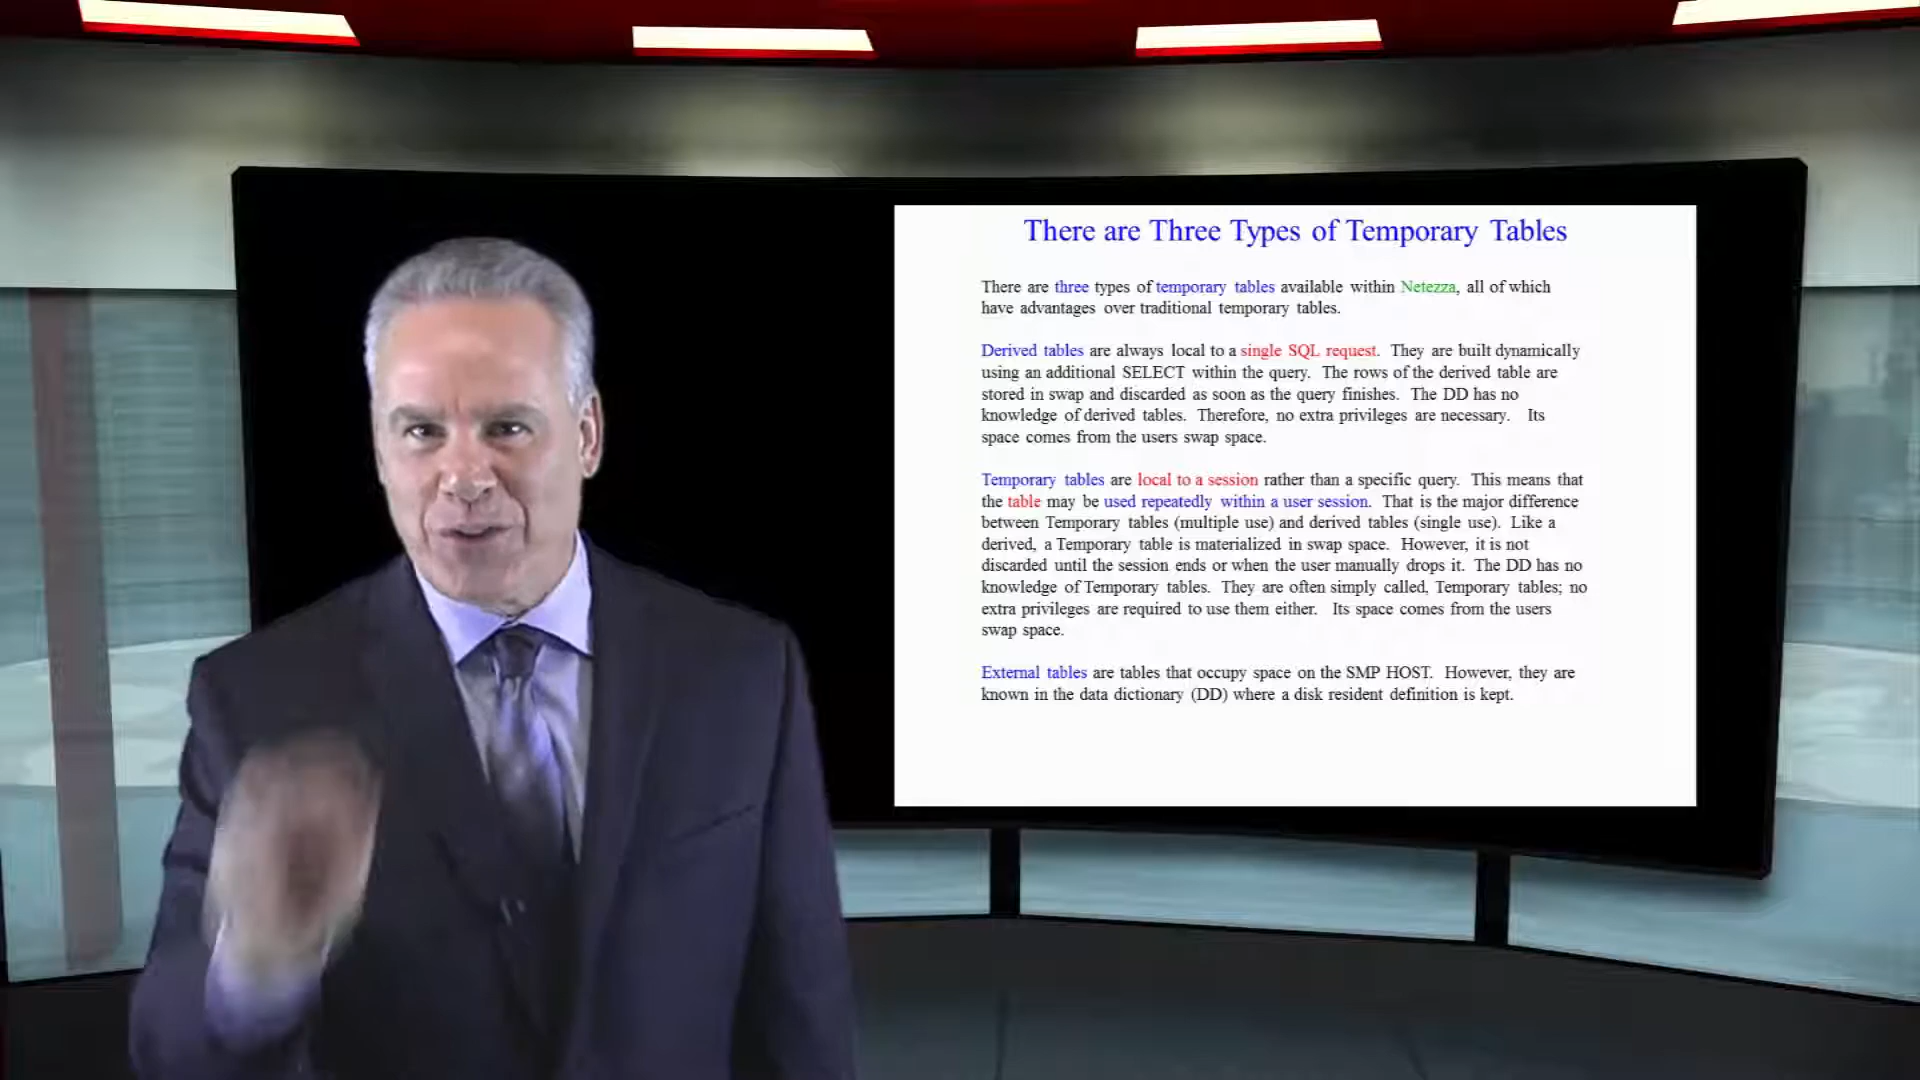 There are Three Types of Temporary Tables
There are three types of temporary tables available within Netezza, all of which
have advantages over traditional temporary tables.
Derived tables are always local to a single SQL request. They are built dynamically
using an additional SELECT within the query. The rows of the derived table are
stored in swap and discarded as soon as the query finishes. The DD has no
knowledge of derived tables. Therefore, no extra privileges are necessary. Its
space comes from the users swap space.
Temporary tables are local to a session rather than a specific query. This means that
the table may be used repeatedly within a user session. That is the major difference
between Temporary tables (multiple use) and derived tables (single use). Like a
derived, a Temporary table is materialized in swap space. However, it is not
discarded until the session ends or when the user manually drops it. The DD has no
knowledge of Temporary tables. They are often simply called, Temporary tables; no
extra privileges are required to use them either. Its space comes from the users
swap space.
External tables are tables that occupy space on the SMP HOST. However, they are
known in the data dictionary (DD) where a disk resident definition is kept.